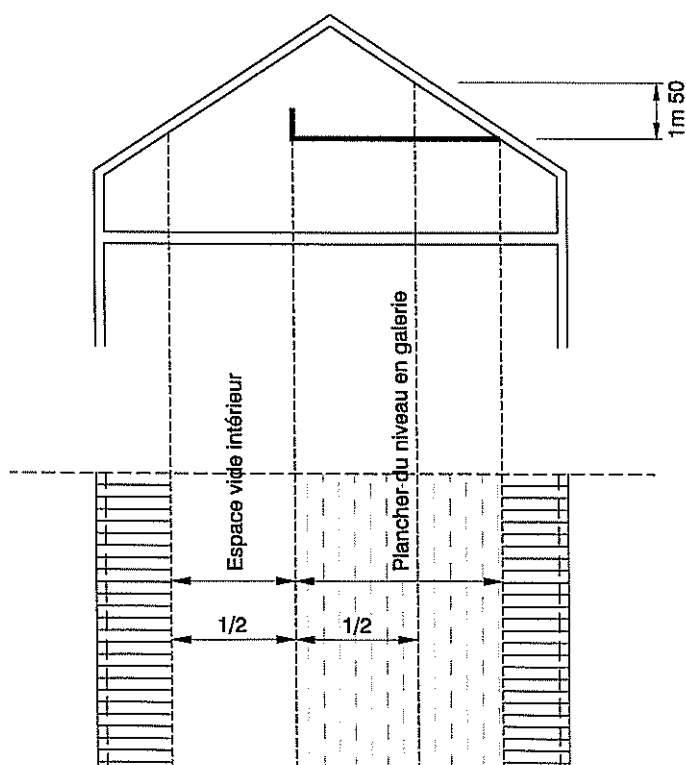 1m 50
Espace vide intérieur
Plancher du niveau en galerie
1/2
1/2